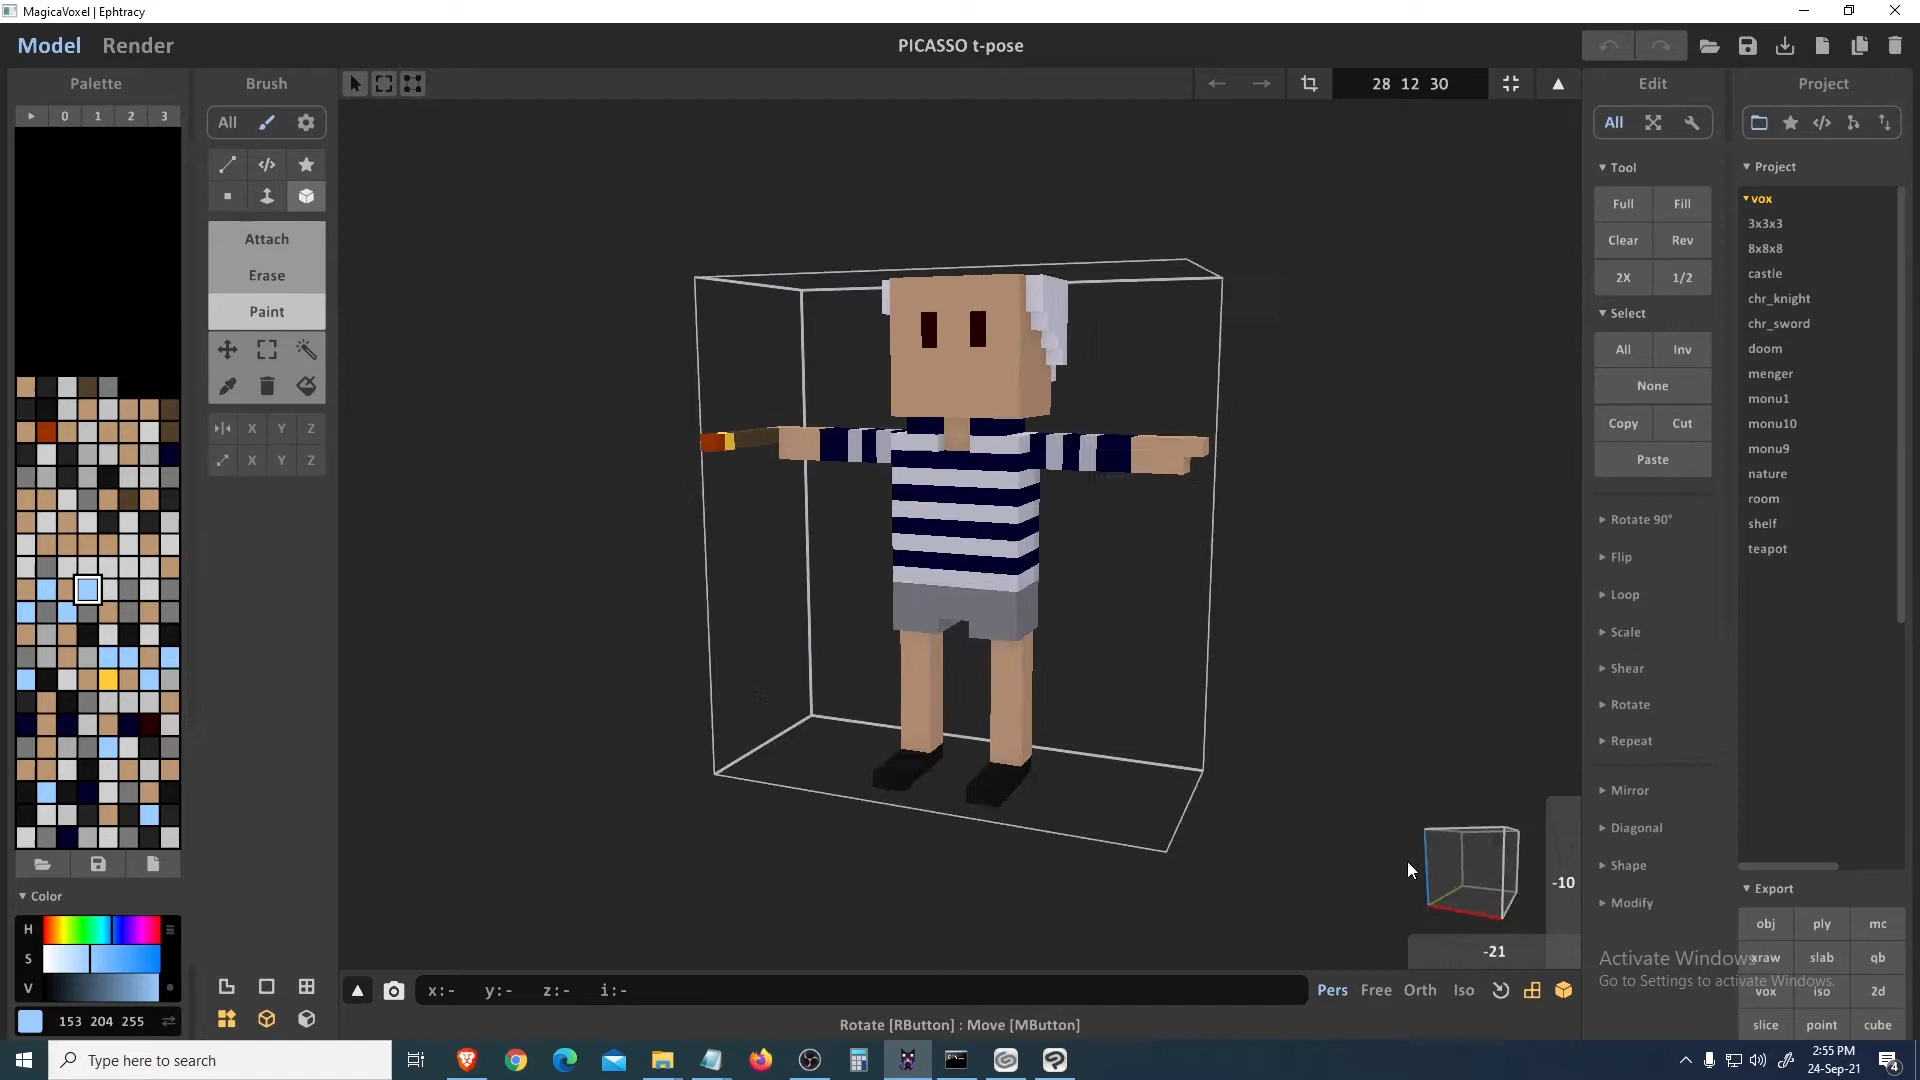 MagicaVoxel | Ephtracy
Model Render
PICASSO t-pose
Palette
Brush
28 12 30
Edit
Project
0 1 2 3
All
All
Tool
Project
Full Fill
vox
3x3x3
Attach
Clear Rev
8x8x8
Erase
2X 1/2
castle
chr_knight
Paint
Select
chr_sword
All Inv
doom
None
menger
monu1
X Y Z
Copy Cut
monu10
X Y Z
Paste
monu9
nature
room
Rotate 90°
shelf
teapot
Flip
Loop
Scale
Shear
Rotate
Repeat
Mirror
Diagonal
Shape
-10
Export
Color
Modify
H
obj ply mc
S
-21
Activate Windows
xraw slab qb
Go to Settings to activate Windows.
V
x:- y:- z:- i:-
Pers Free Orth Iso
vox iso 2d
153 204 255
Rotate [RButton] : Move [MButton]
slice point cube
Type here to search
2:55 PM
24-Sep-21
4